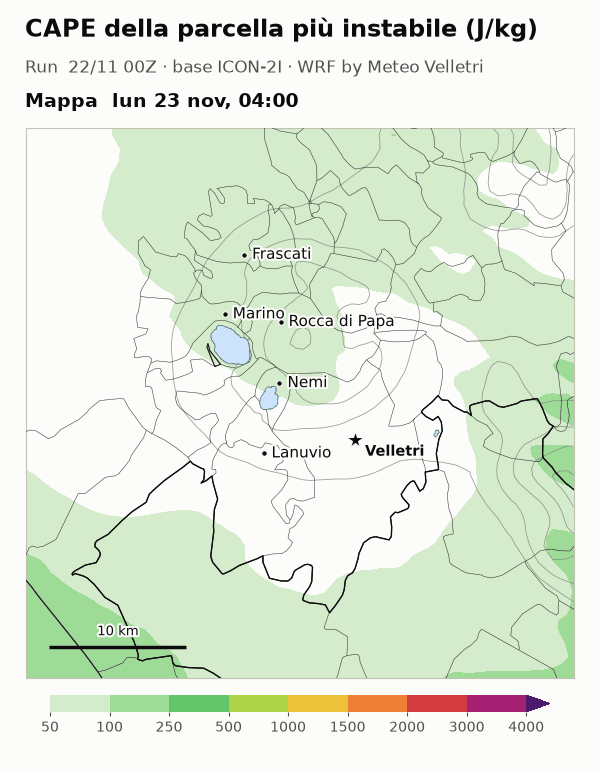 CAPE della parcella più instabile (J/kg)
Run  22/11 00Z · base ICON-2I · WRF by Meteo Velletri
Mappa  lun 23 nov, 04:00
Frascati
Marino
Rocca di Papa
Nemi
Lanuvio
Velletri
10 km
50 100 250 500 1000 1500 2000 3000 4000